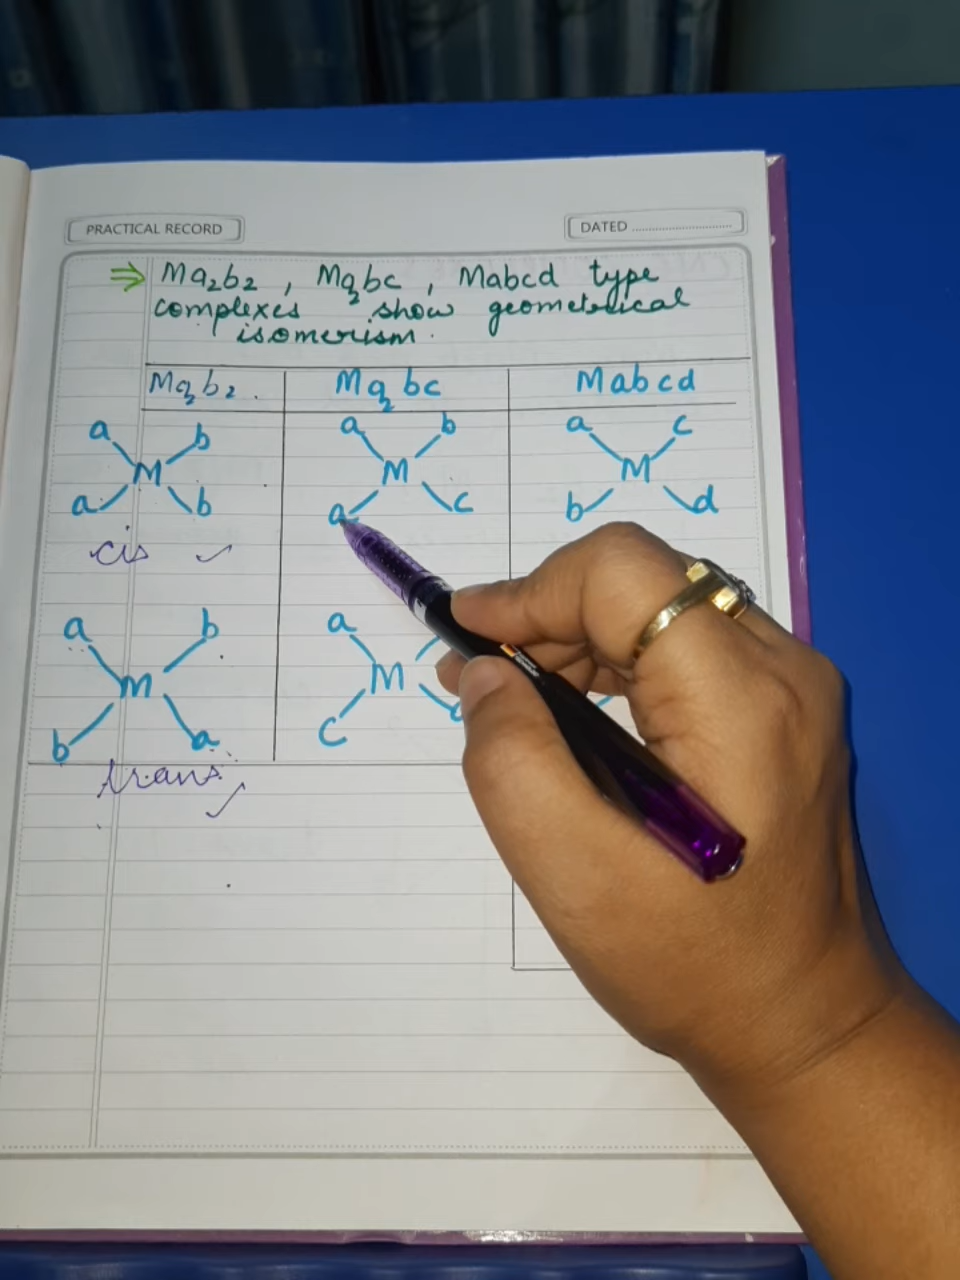 PRACTICAL RECORD
DATED
⇒ Ma₂b₂ , Ma₂bc , Mabcd type
complexes show geometrical
isomerism.
Ma₂b₂. Ma₂bc Mabcd
a b a b a c
M M M
a b a c b d
cis ✓
a b a
M M
b a c
trans ✓